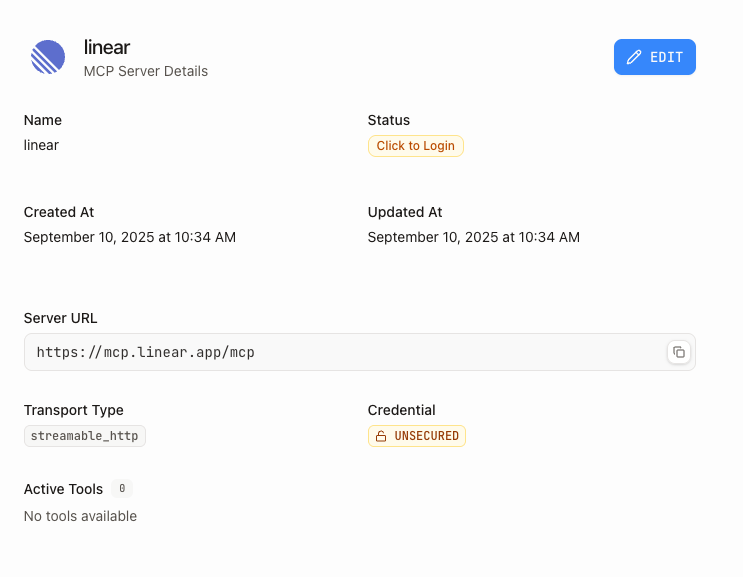 linear
MCP Server Details
EDIT
Name
Status
linear
Click to Login
Created At
Updated At
September 10, 2025 at 10:34 AM
September 10, 2025 at 10:34 AM
Server URL
https://mcp.linear.app/mcp
Transport Type
Credential
streamable_http
UNSECURED
Active Tools 0
No tools available